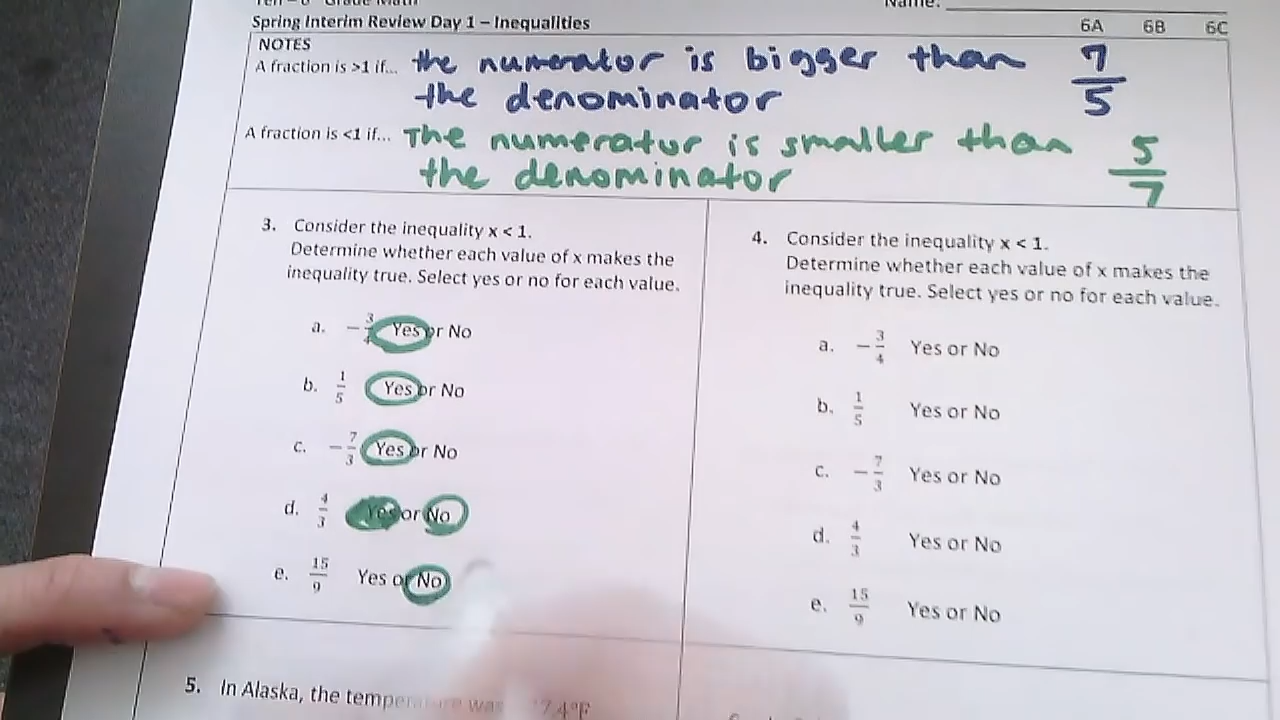 Name:
Spring Interim Review Day 1 – Inequalities
6A 6B 6C
NOTES
A fraction is >1 if... the numerator is bigger than 7/5
the denominator
A fraction is <1 if... The numerator is smaller than 5/7
the denominator
3. Consider the inequality x < 1.
Determine whether each value of x makes the
inequality true. Select yes or no for each value.
a. -3/4 Yes or No
b. 1/5 Yes or No
c. -7/3 Yes or No
d. 4/3 Yes or No
e. 15/9 Yes or No
4. Consider the inequality x < 1.
Determine whether each value of x makes the
inequality true. Select yes or no for each value.
a. -3/4 Yes or No
b. 1/5 Yes or No
c. -7/3 Yes or No
d. 4/3 Yes or No
e. 15/9 Yes or No
5. In Alaska, the temperature was